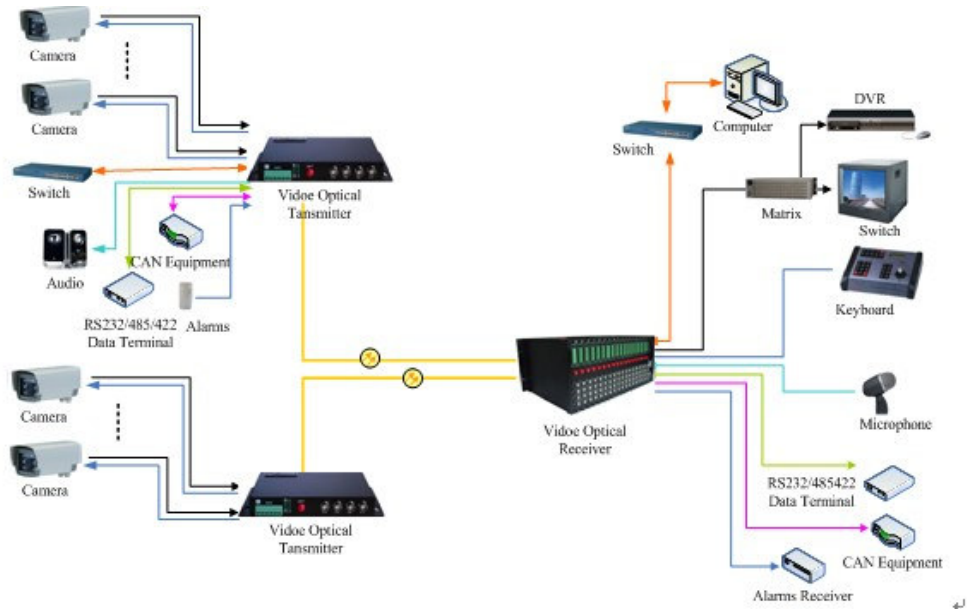 Camera
Camera
Switch
Audio
CAN Equipment
RS232/485/422
Data Terminal
Alarms
Vidoe Optical
Tansmitter
Camera
Camera
Vidoe Optical
Tansmitter
Vidoe Optical
Receiver
Switch
Computer
DVR
Matrix
Switch
Keyboard
Microphone
RS232/485422
Data Terminal
CAN Equipment
Alarms Receiver